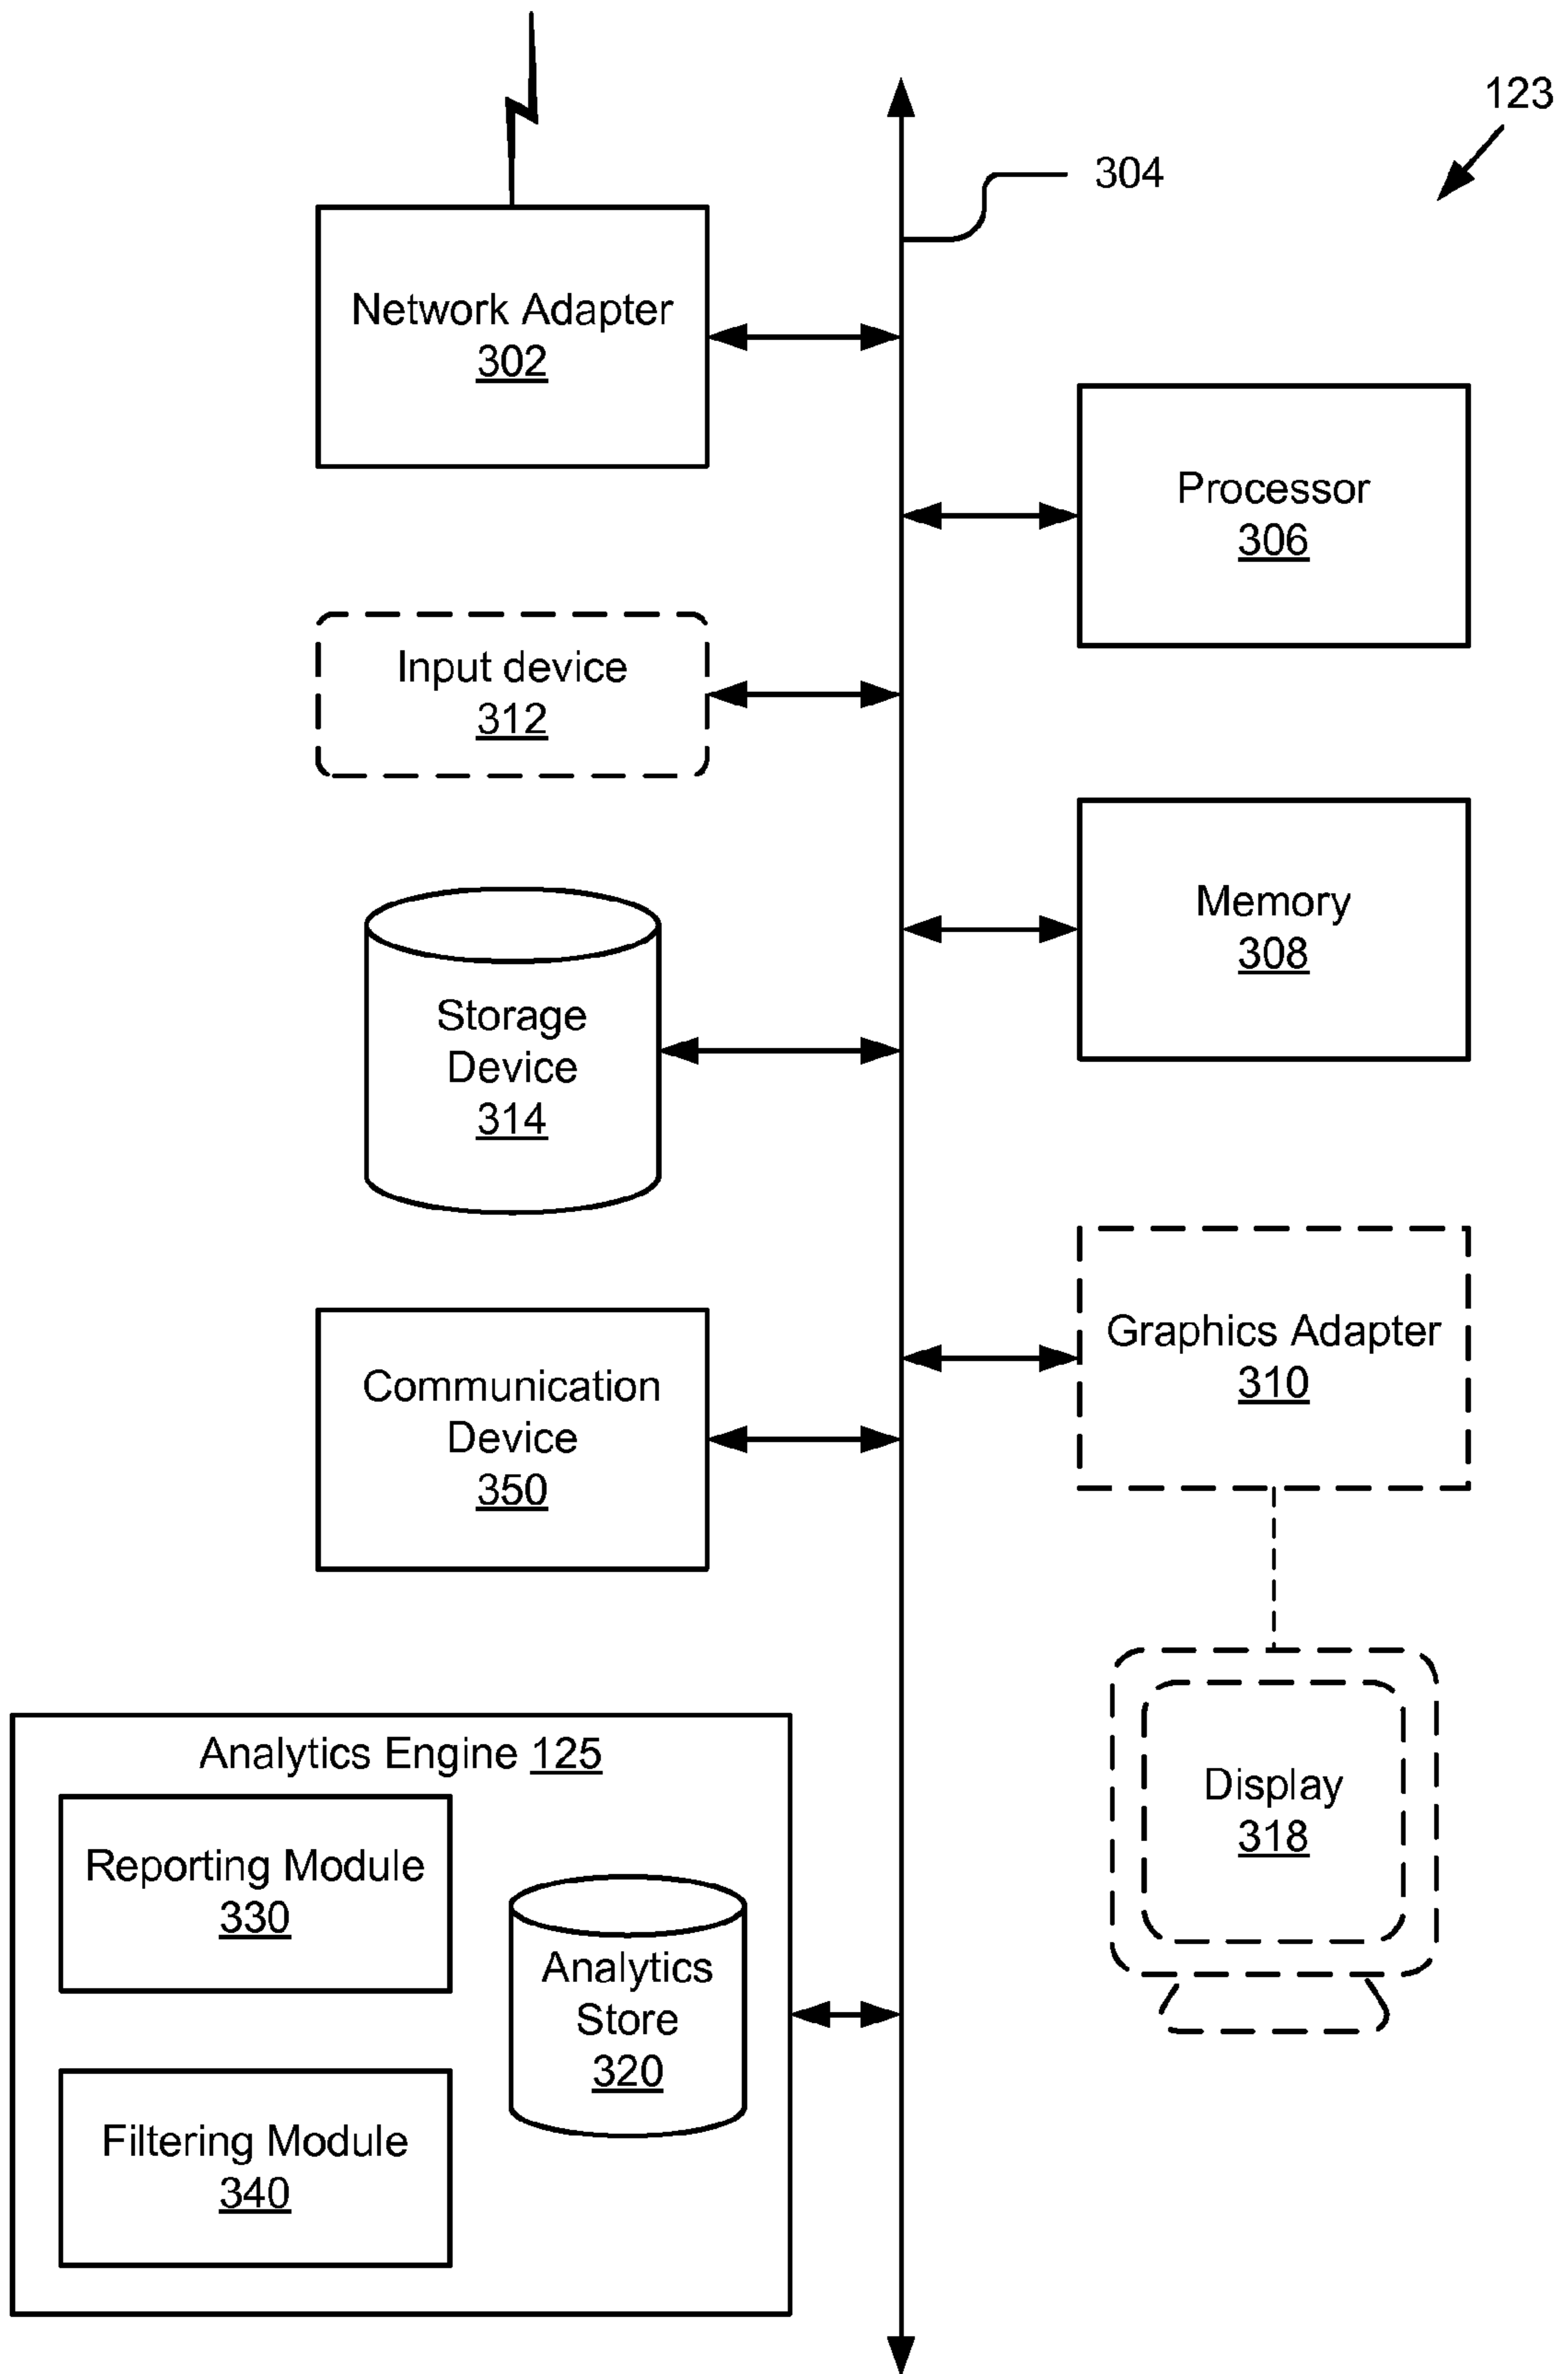 123
304
Network Adapter
302
Processor
306
Input device
312
Memory
308
Storage
Device
314
Graphics Adapter
310
Communication
Device
350
Analytics Engine 125
Reporting Module
330
Display
318
Analytics
Store
320
Filtering Module
340